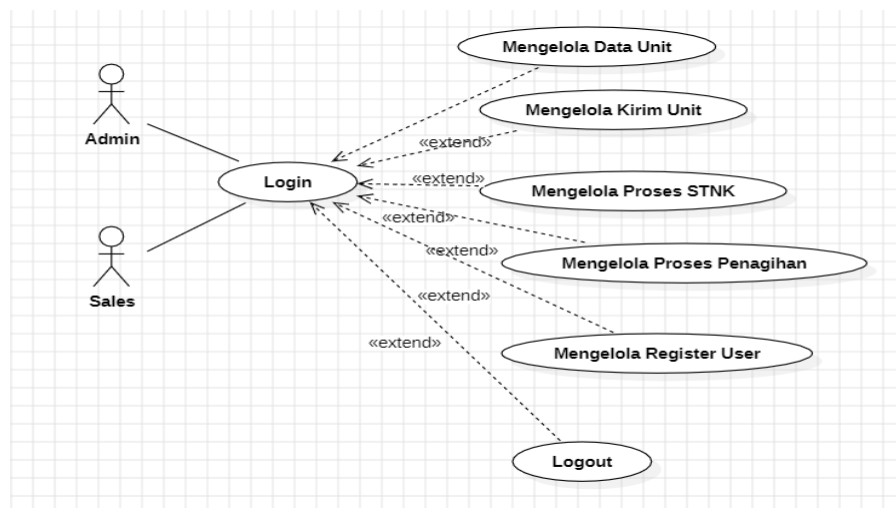 Mengelola Data Unit
Admin
Mengelola Kirim Unit
«extend»
Login
«extend»
Mengelola Proses STNK
«extend»
Sales
«extend»
Mengelola Proses Penagihan
«extend»
«extend»
Mengelola Register User
Logout